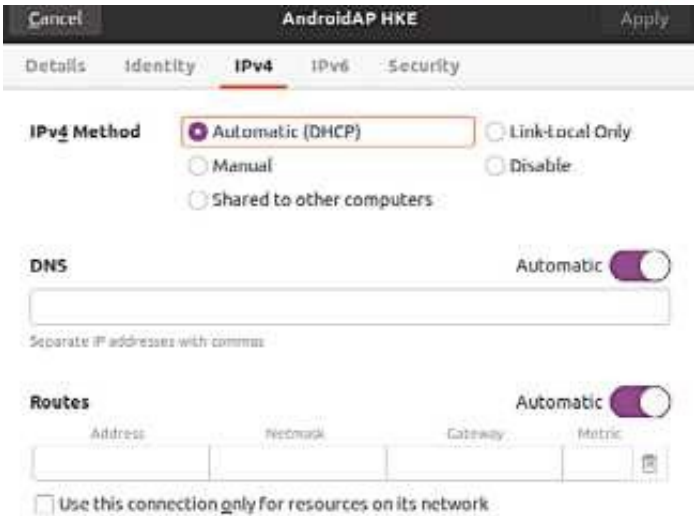 Cancel AndroidAP HKE Apply
Details Identity IPv4 IPv6 Security
IPv4 Method Automatic (DHCP) Link-Local Only
Manual Disable
Shared to other computers
DNS Automatic
Separate IP addresses with commas
Routes Automatic
Address Netmask Gateway Metric
Use this connection only for resources on its network